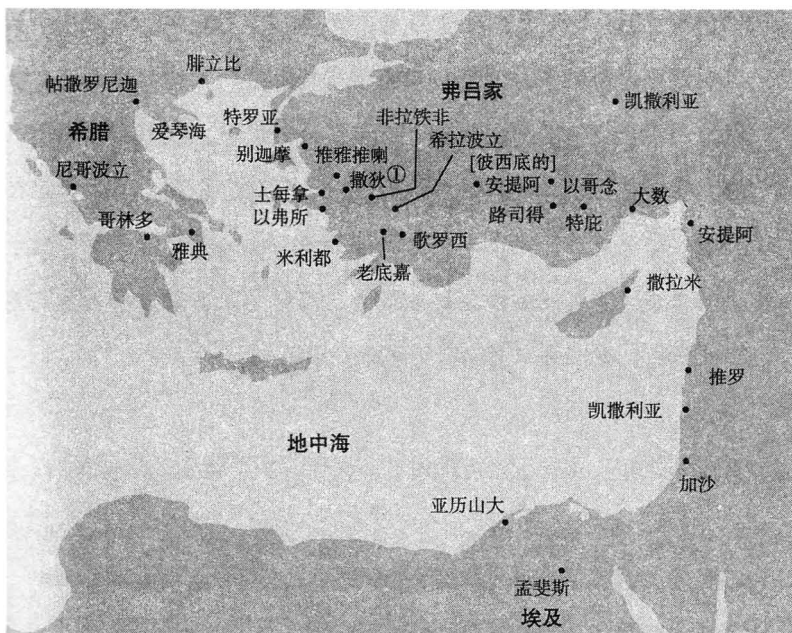 腓立比
帖撒罗尼迦
弗吕家
凯撒利亚
特罗亚
非拉铁非
希腊
爱琴海
别迦摩
推雅推喇
希拉波立
[彼西底的]
尼哥波立
撒狄①
安提阿
以哥念
大数
士每拿
以弗所
路司得
特庇
哥林多
雅典
米利都
歌罗西
安提阿
老底嘉
撒拉米
推罗
凯撒利亚
地中海
加沙
亚历山大
孟斐斯
埃及